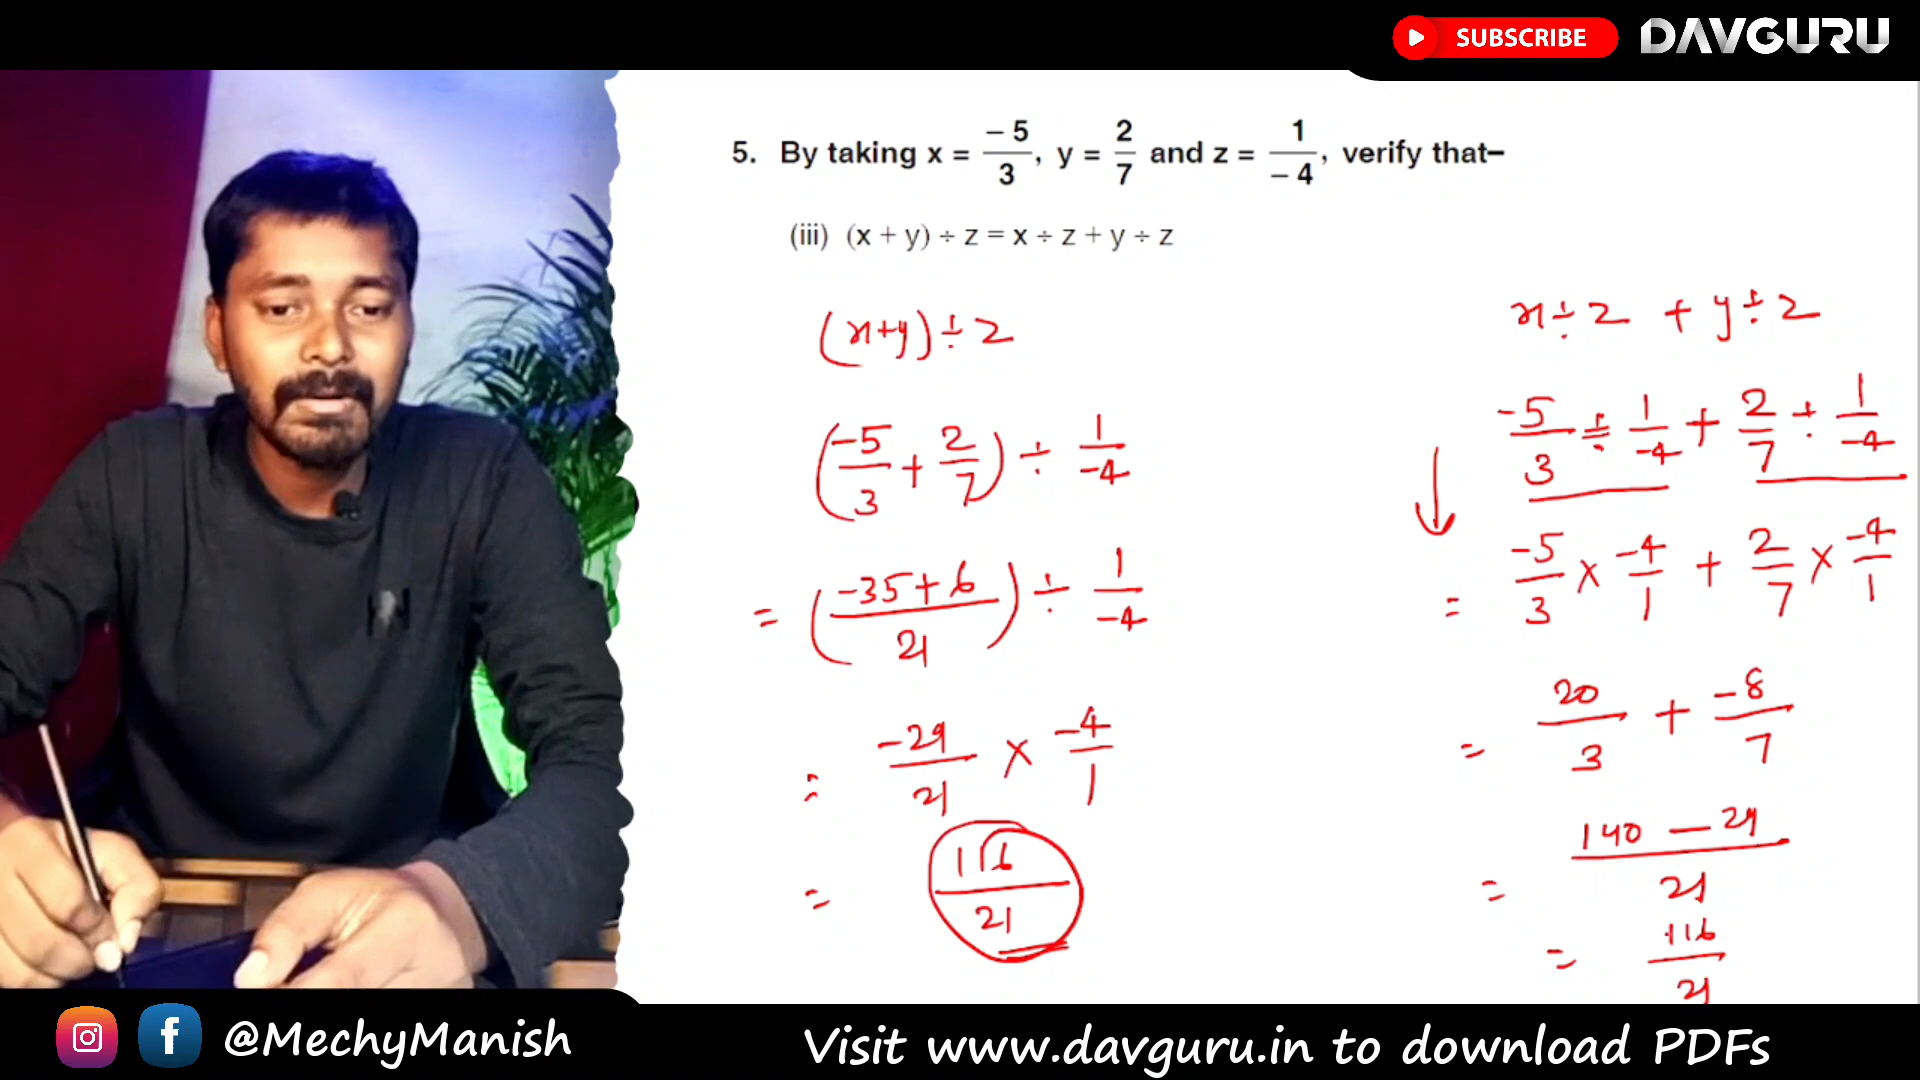 SUBSCRIBE DAVGURU
5. By taking x = -5/3, y = 2/7 and z = 1/-4, verify that–
(iii) (x + y) ÷ z = x ÷ z + y ÷ z
(x+y) ÷ z
(-5/3 + 2/7) ÷ 1/-4
= (-35+6/21) ÷ 1/-4
= -29/21 × -4/1
= 116/21
x ÷ z + y ÷ z
-5/3 ÷ 1/-4 + 2/7 ÷ 1/-4
= -5/3 × -4/1 + 2/7 × -4/1
= 20/3 + -8/7
= 140 - 24/21
= 116/21
@MechyManish
Visit www.davguru.in to download PDFs